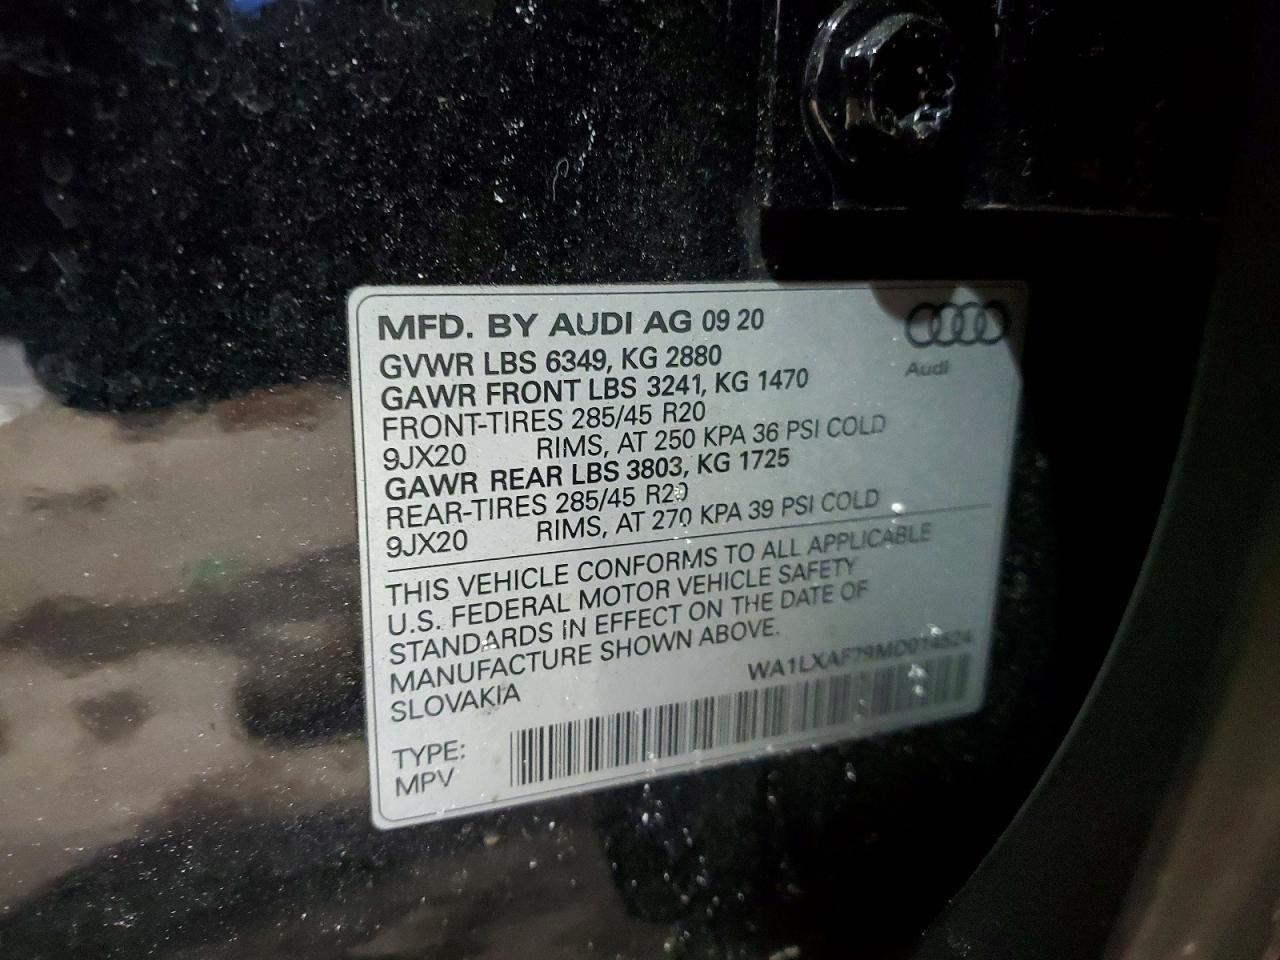 MFD. BY AUDI AG 09 20
GVWR LBS 6349, KG 2880
GAWR FRONT LBS 3241, KG 1470
FRONT-TIRES 285/45 R20
9JX20 RIMS, AT 250 KPA 36 PSI COLD
GAWR REAR LBS 3803, KG 1725
REAR-TIRES 285/45 R20
9JX20 RIMS, AT 270 KPA 39 PSI COLD
Audi
THIS VEHICLE CONFORMS TO ALL APPLICABLE
U.S. FEDERAL MOTOR VEHICLE SAFETY
STANDARDS IN EFFECT ON THE DATE OF
MANUFACTURE SHOWN ABOVE.
SLOVAKIA
TYPE:
MPV